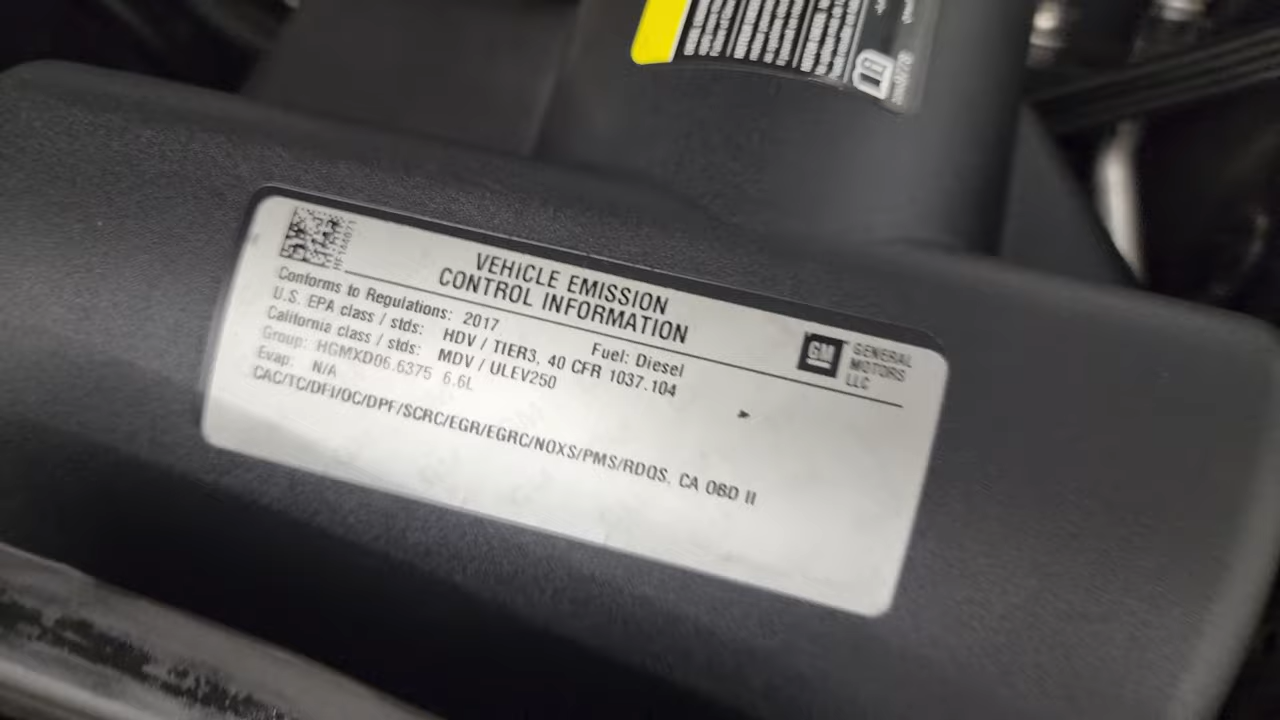 VEHICLE EMISSION
CONTROL INFORMATION
GM GENERAL
MOTORS
LLC
Conforms to Regulations: 2017 Fuel: Diesel
U.S. EPA class / stds: HDV / TIER3, 40 CFR 1037.104
California class / stds: MDV / ULEV250
Group: HGMXD06.6375 6.6L
Evap: N/A
CAC/TC/DFI/OC/DPF/SCRC/EGR/EGRC/NOXS/PMS/RDQS, CA OBD II